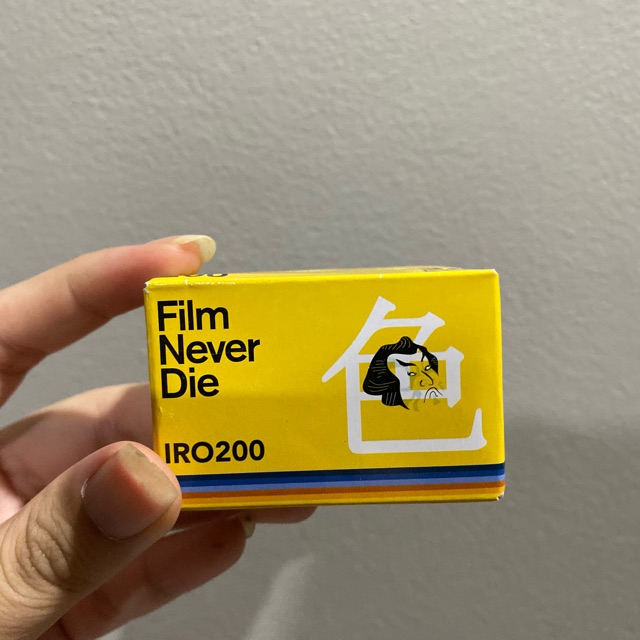 Film
Never
Die
色
IRO200